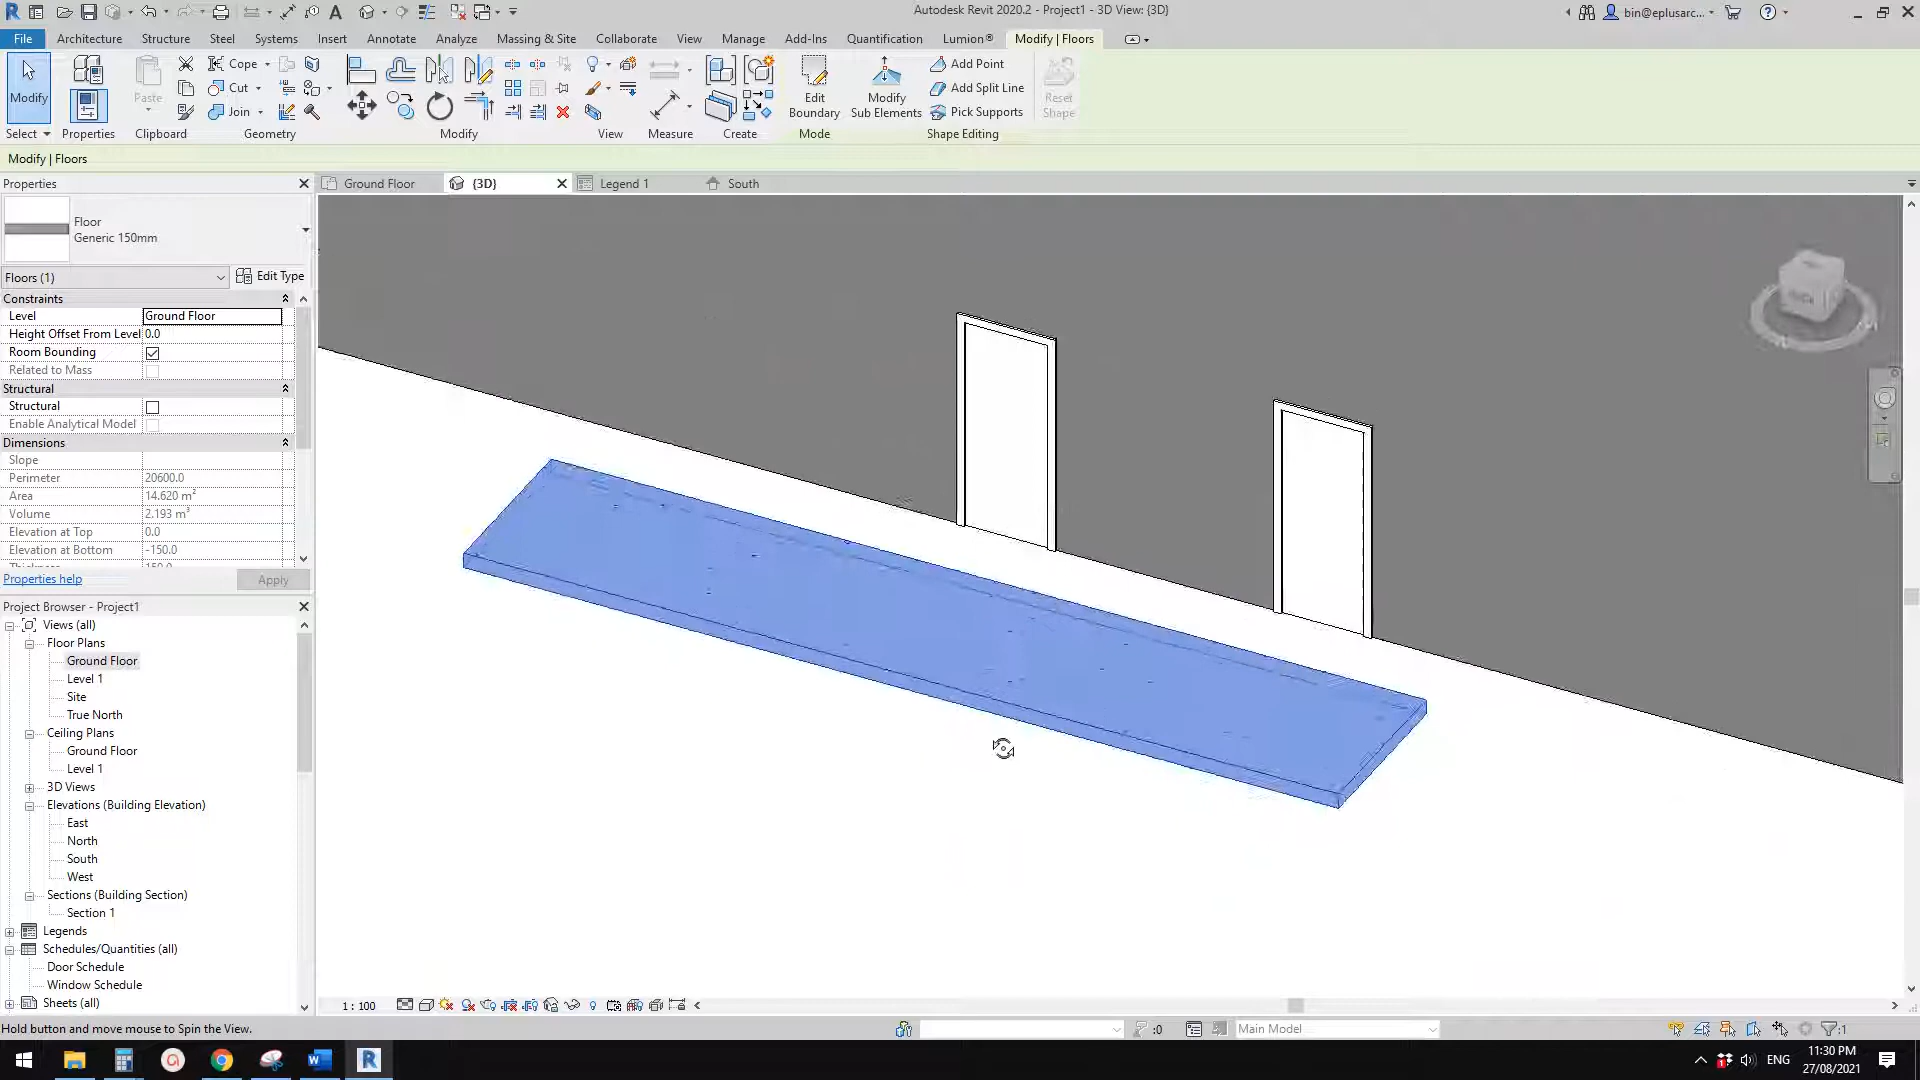 Autodesk Revit 2020.2 - Project1 - 3D View: {3D}
bin@eplusarc...
File Architecture Structure Steel Systems Insert Annotate Analyze Massing & Site Collaborate View Manage Add-Ins Quantification Lumion® Modify | Floors
Modify
Paste
Cope
Cut
Join
Edit
Boundary
Modify
Sub Elements
Add Point
Add Split Line
Pick Supports
Reset
Shape
Select Properties Clipboard Geometry Modify View Measure Create Mode Shape Editing
Modify | Floors
Properties
Ground Floor
{3D}
Legend 1
South
Floor
Generic 150mm
Floors (1)
Edit Type
Constraints
Level Ground Floor
Height Offset From Level 0.0
Room Bounding
Related to Mass
Structural
Structural
Enable Analytical Model
Dimensions
Slope
Perimeter 20600.0
Area 14.620 m²
Volume 2.193 m³
Elevation at Top 0.0
Elevation at Bottom -150.0
Properties help
Apply
Project Browser - Project1
Views (all)
Floor Plans
Ground Floor
Level 1
Site
True North
Ceiling Plans
Ground Floor
Level 1
3D Views
Elevations (Building Elevation)
East
North
South
West
Sections (Building Section)
Section 1
Legends
Schedules/Quantities (all)
Door Schedule
Window Schedule
Sheets (all)
1 : 100
Hold button and move mouse to Spin the View.
:0
Main Model
:1
ENG
11:30 PM
27/08/2021